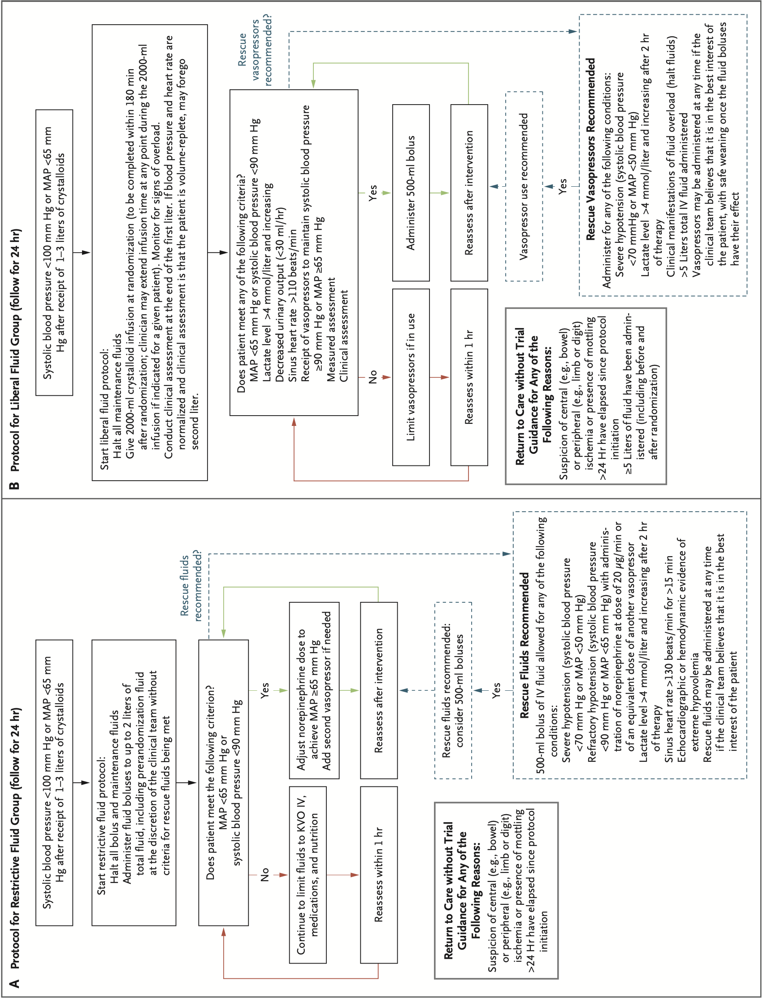 A Protocol for Restrictive Fluid Group (follow for 24 hr)
Systolic blood pressure <100 mm Hg or MAP <65 mm
Hg after receipt of 1–3 liters of crystalloids
Start restrictive fluid protocol:
Halt all bolus and maintenance fluids
Administer fluid boluses to up to 2 liters of
total fluid, including prerandomization fluid
at the discretion of the clinical team without
criteria for rescue fluids being met
Does patient meet the following criterion?
MAP <65 mm Hg or
systolic blood pressure <90 mm Hg
Rescue fluids
recommended?
No
Yes
Continue to limit fluids to KVO IV,
medications, and nutrition
Adjust norepinephrine dose to
achieve MAP ≥65 mm Hg
Add second vasopressor if needed
Reassess within 1 hr
Reassess after intervention
Rescue fluids recommended:
consider 500-ml boluses
Yes
Return to Care without Trial
Guidance for Any of the
Following Reasons:
Suspicion of central (e.g., bowel)
or peripheral (e.g., limb or digit)
ischemia or presence of mottling
>24 Hr have elapsed since protocol
initiation
Rescue Fluids Recommended
500-ml bolus of IV fluid allowed for any of the following
conditions:
Severe hypotension (systolic blood pressure
<70 mm Hg or MAP <50 mm Hg)
Refractory hypotension (systolic blood pressure
<90 mm Hg or MAP <65 mm Hg) with adminis-
tration of norepinephrine at dose of 20 μg/min or
of an equivalent dose of another vasopressor
Lactate level >4 mmol/liter and increasing after 2 hr
of therapy
Sinus heart rate >130 beats/min for >15 min
Echocardiographic or hemodynamic evidence of
extreme hypovolemia
Rescue fluids may be administered at any time
if the clinical team believes that it is in the best
interest of the patient
B Protocol for Liberal Fluid Group (follow for 24 hr)
Systolic blood pressure <100 mm Hg or MAP <65 mm
Hg after receipt of 1–3 liters of crystalloids
Start liberal fluid protocol:
Halt all maintenance fluids
Give 2000-ml crystalloid infusion at randomization (to be completed within 180 min
after randomization; clinician may extend infusion time at any point during the 2000-ml
infusion if indicated for a given patient). Monitor for signs of overload.
Conduct clinical assessment at the end of the first liter. If blood pressure and heart rate are
normalized and clinical assessment is that the patient is volume-replete, may forego
second liter.
Does patient meet any of the following criteria?
MAP <65 mm Hg or systolic blood pressure <90 mm Hg
Lactate level >4 mmol/liter and increasing
Decreased urinary output (<30 ml/hr)
Sinus heart rate >110 beats/min
Receipt of vasopressors to maintain systolic blood pressure
≥90 mm Hg or MAP ≥65 mm Hg
Measured assessment
Clinical assessment
Rescue
vasopressors
recommended?
No
Yes
Limit vasopressors if in use
Administer 500-ml bolus
Reassess within 1 hr
Reassess after intervention
Vasopressor use recommended
Yes
Return to Care without Trial
Guidance for Any of the
Following Reasons:
Suspicion of central (e.g., bowel)
or peripheral (e.g., limb or digit)
ischemia or presence of mottling
>24 Hr have elapsed since protocol
initiation
≥5 Liters of fluid have been admin-
istered (including before and
after randomization)
Rescue Vasopressors Recommended
Administer for any of the following conditions:
Severe hypotension (systolic blood pressure
<70 mmHg or MAP <50 mm Hg)
Lactate level >4 mmol/liter and increasing after 2 hr
of therapy
Clinical manifestations of fluid overload (halt fluids)
>5 Liters total IV fluid administered
Vasopressors may be administered at any time if the
clinical team believes that it is in the best interest of
the patient, with safe weaning once the fluid boluses
have their effect